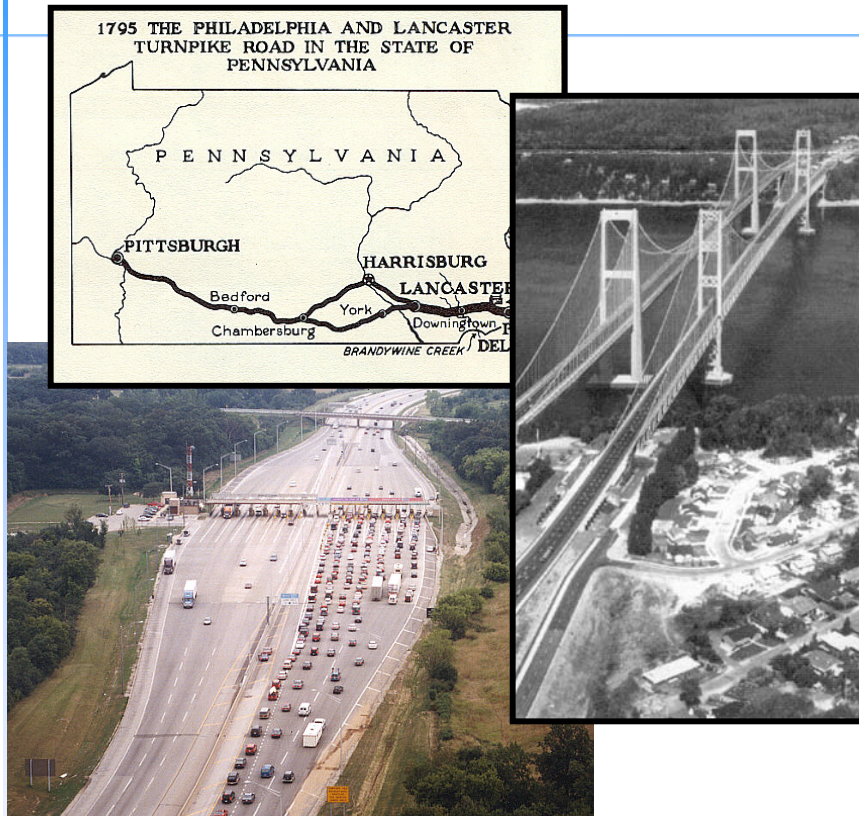 1795 THE PHILADELPHIA AND LANCASTER
TURNPIKE ROAD IN THE STATE OF
PENNSYLVANIA
PENNSYLVANIA
PITTSBURGH
HARRISBURG
LANCASTER
Bedford
York
Chambersburg
Downingtown
BRANDYWINE CREEK
DEL